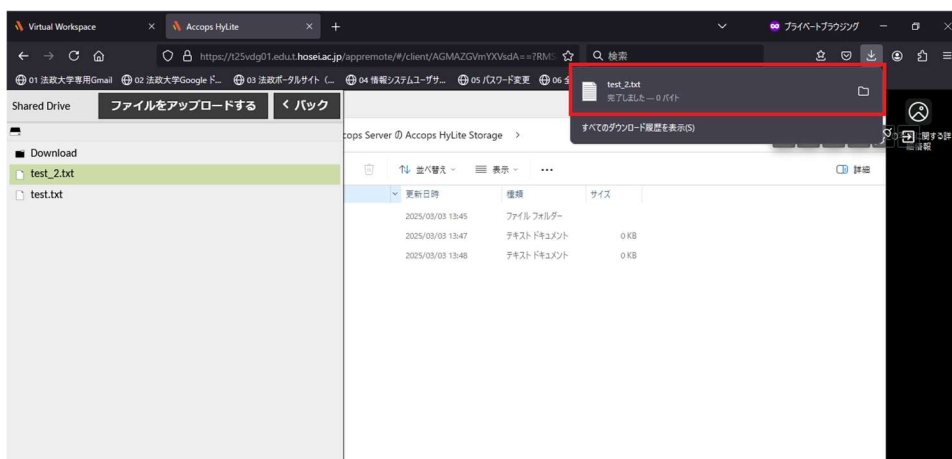 Virtual Workspace
Accops HyLite
プライベートブラウジング
https://t25vdg01.edu.t.hosei.ac.jp/appremote/#/client/AGMAZGVmYXVsdA==?RMS
検索
01 法政大学専用Gmail
02 法政大学Google ド...
03 法政ポータルサイト (...
04 情報システムユーザサ...
05 パスワード変更
06 全
test_2.txt
完了しました — 0 バイト
すべてのダウンロード履歴を表示(S)
Shared Drive
ファイルをアップロードする
バック
cops Server の Accops HyLite Storage
に関する詳
情報
Download
test_2.txt
test.txt
並べ替え
表示
詳細
更新日時
種類
サイズ
2025/03/03 13:45
ファイル フォルダー
2025/03/03 13:47
テキスト ドキュメント
0 KB
2025/03/03 13:48
テキスト ドキュメント
0 KB